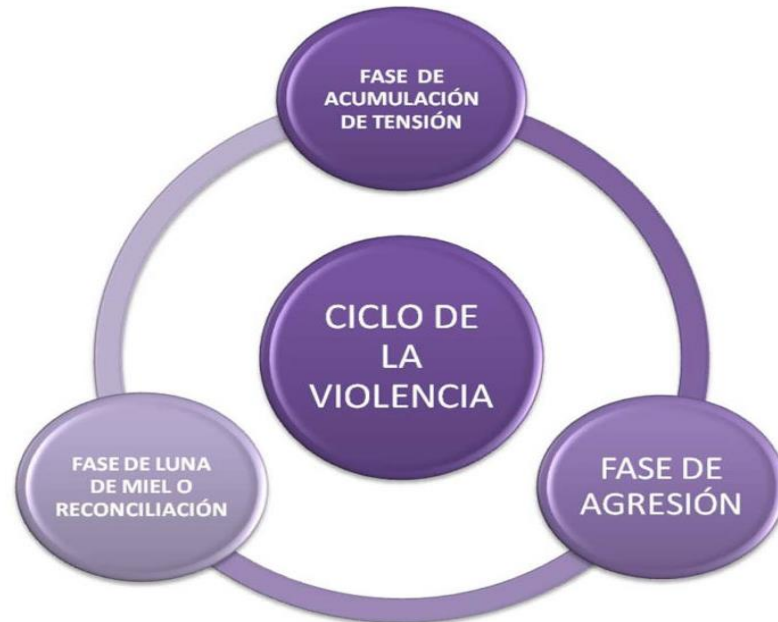 FASE DE
ACUMULACIÓN
DE TENSIÓN
CICLO DE
LA
VIOLENCIA
FASE DE LUNA
DE MIEL O
RECONCILIACIÓN
FASE DE
AGRESIÓN